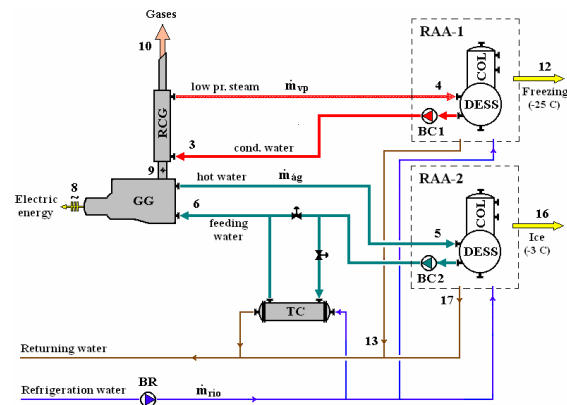 Gases
10
RAA-1
COL
12
low pr. steam
ṁvp
4
Freezing
(-25 C)
DESS
RCG
BC1
3
cond. water
9
RAA-2
hot water
ṁág
8
COL
16
Electric
energy
GG
6
feeding
water
5
Ice
(-3 C)
DESS
BC2
17
TC
13
Returning water
BR
Refrigeration water
ṁrio